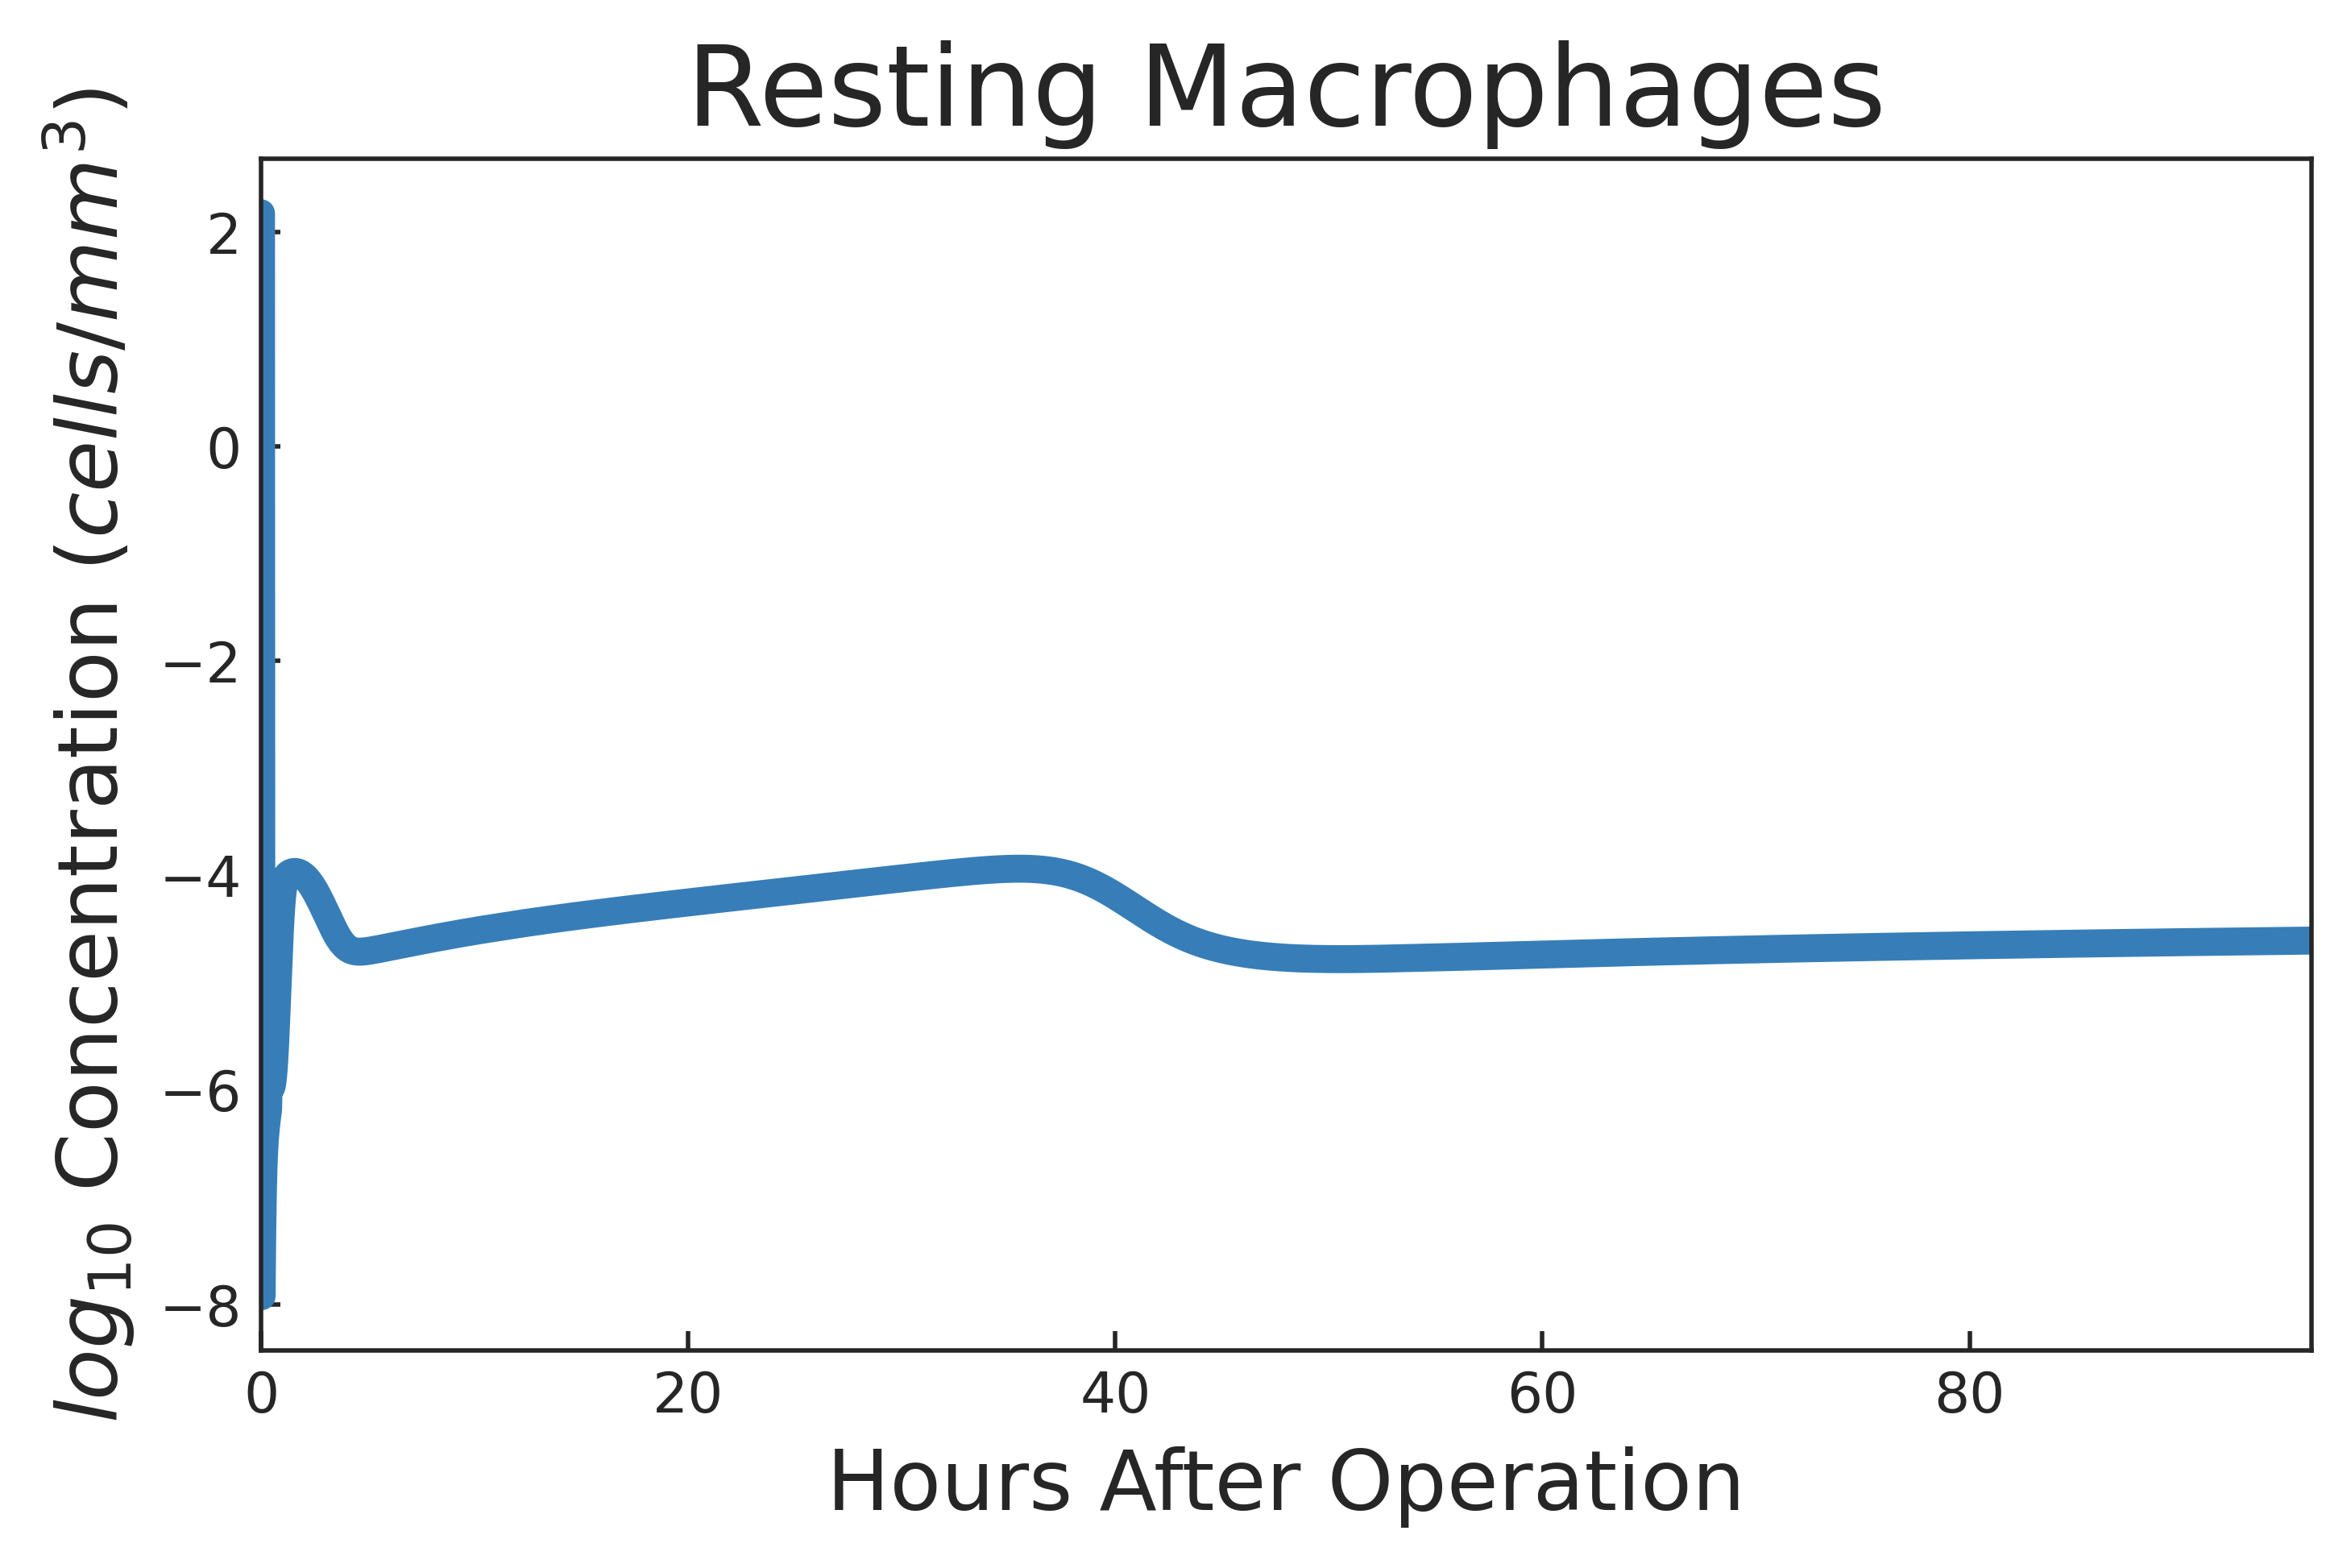 Resting Macrophages
log₁₀ Concentration (cells/mm³)
2
0
−2
−4
−6
−8
0 20 40 60 80
Hours After Operation